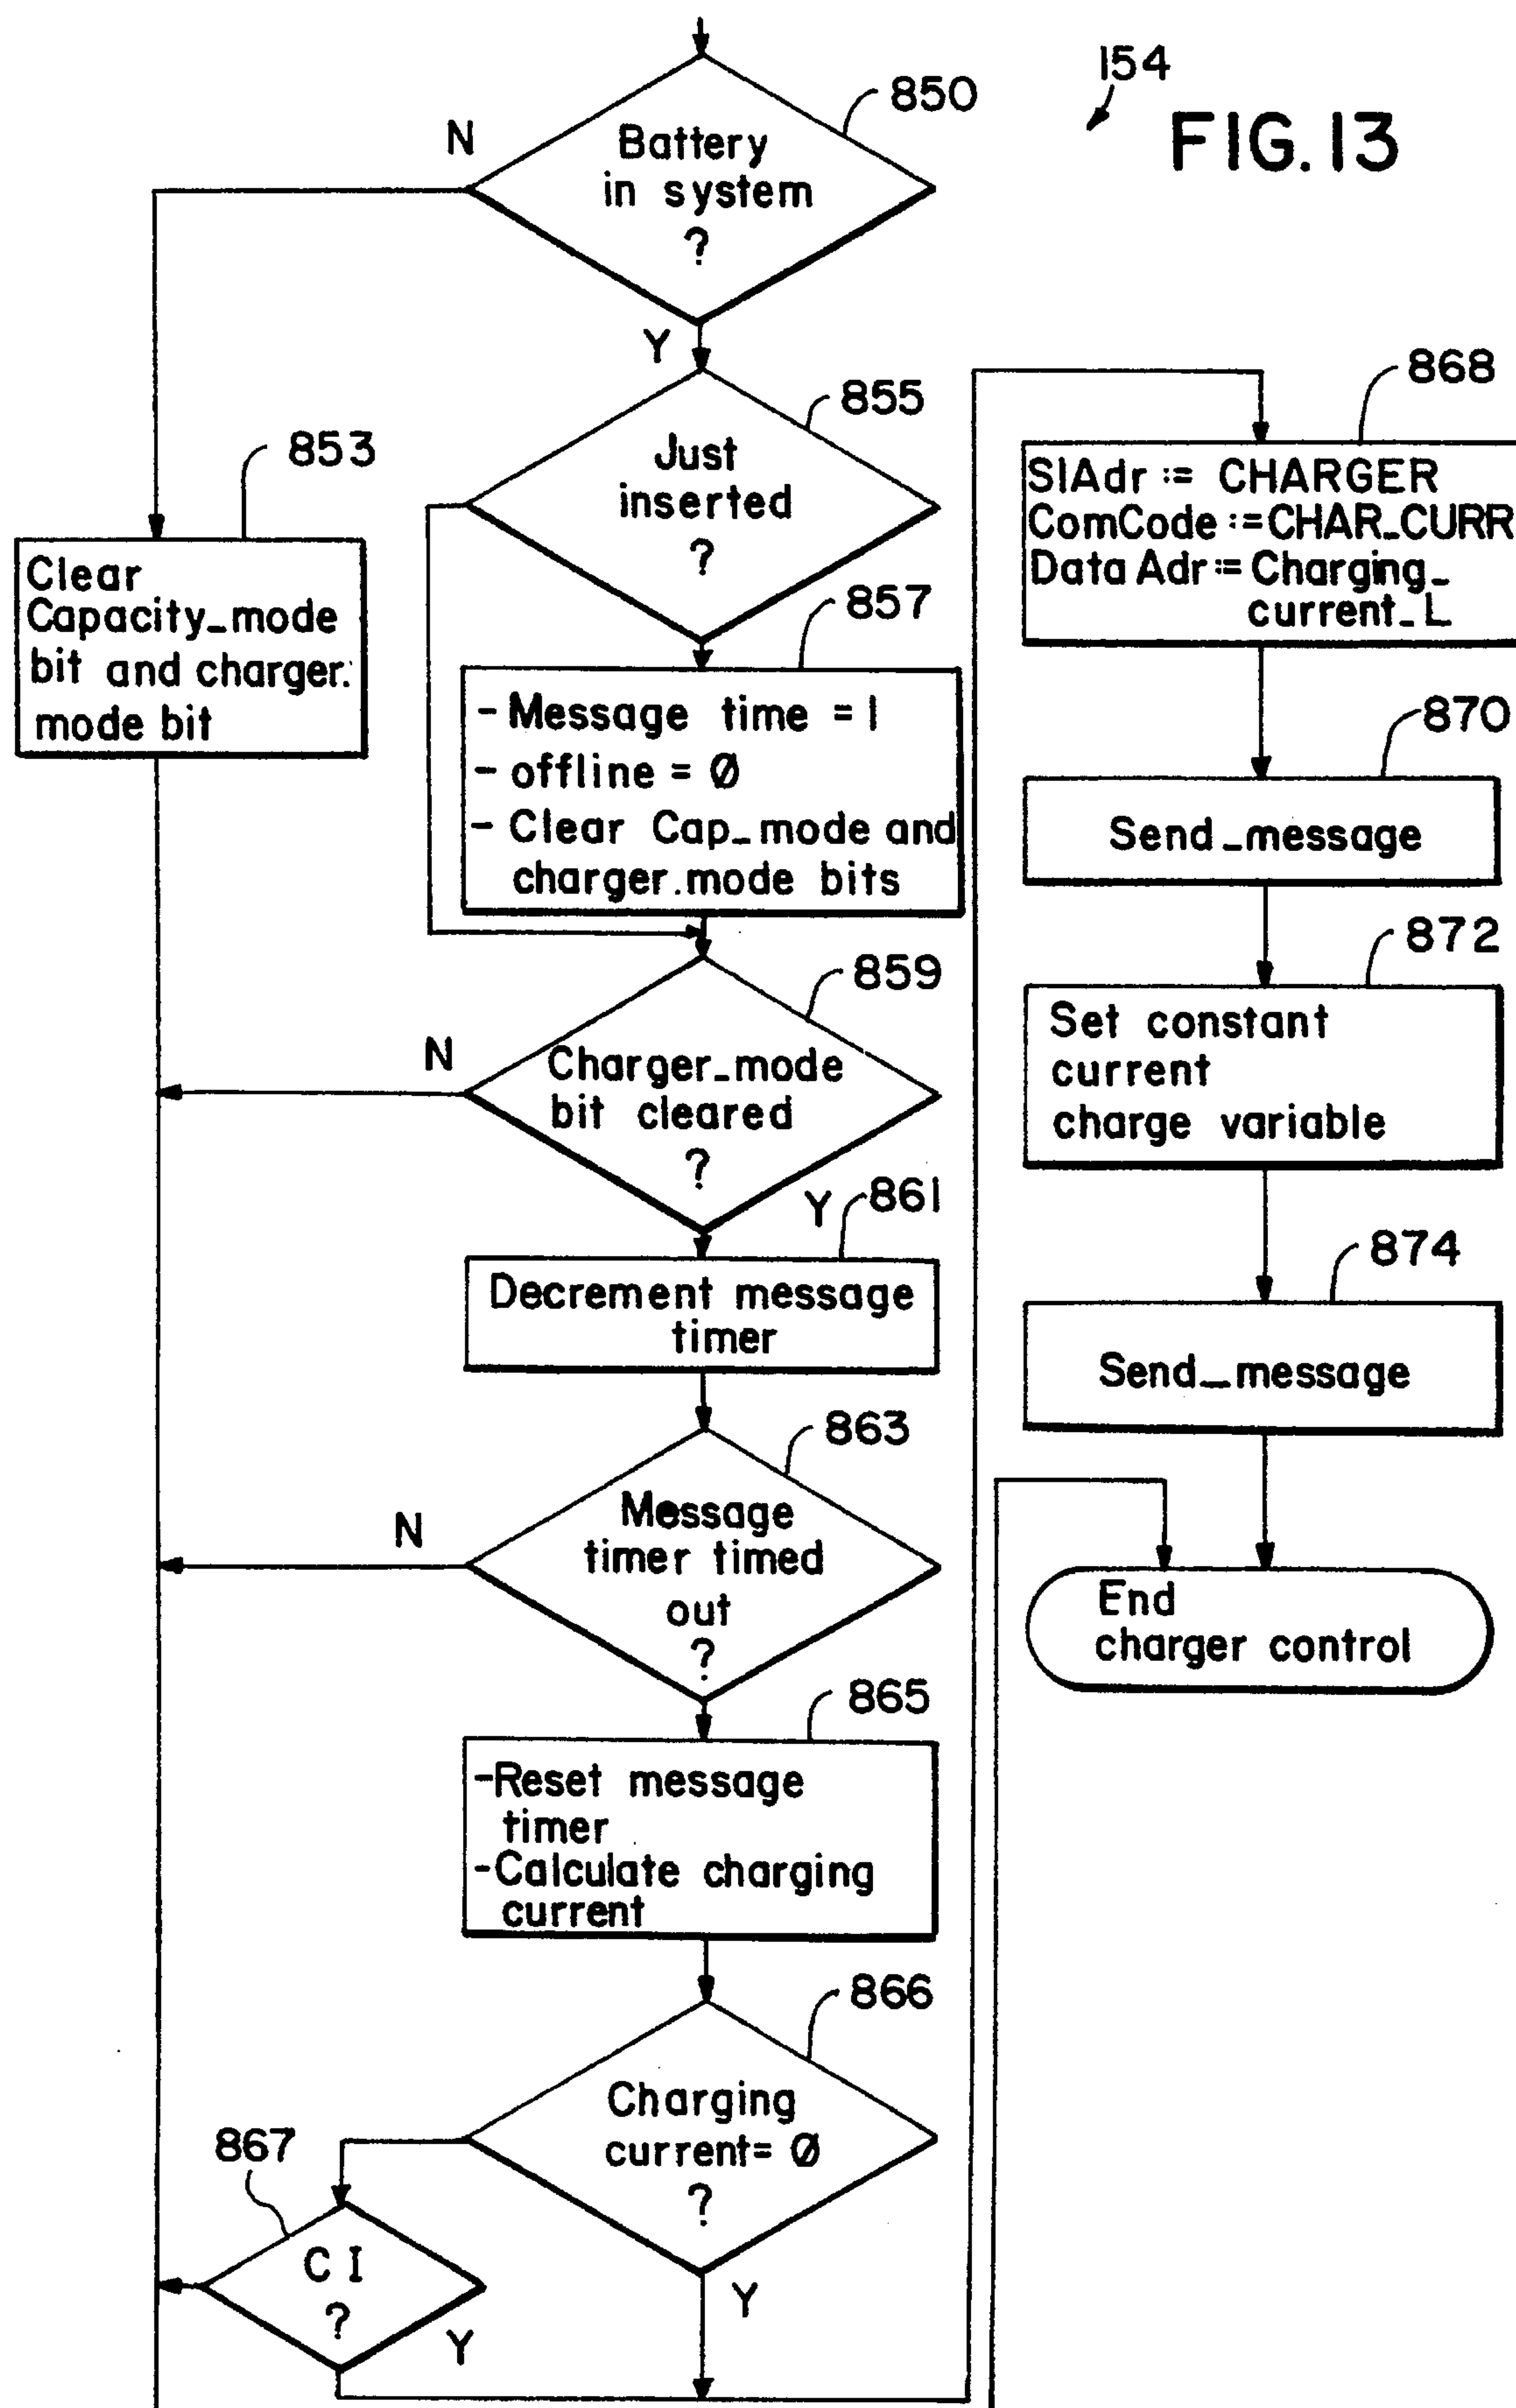 154
FIG. 13
850
N
Battery
in system
?
Y
855
Just
inserted
?
853
Clear
Capacity_mode
bit and charger.
mode bit
857
- Message time = 1
- offline = Ø
- Clear Cap_mode and
charger.mode bits
859
N
Charger_mode
bit cleared
?
Y
861
Decrement message
timer
863
N
Message
timer timed
out
?
865
-Reset message
timer
-Calculate charging
current
866
Charging
current= Ø
?
Y
867
C I
?
Y
868
SlAdr := CHARGER
ComCode :=CHAR_CURR
Data Adr:= Charging_
current_L
870
Send_message
872
Set constant
current
charge variable
874
Send_message
End
charger control